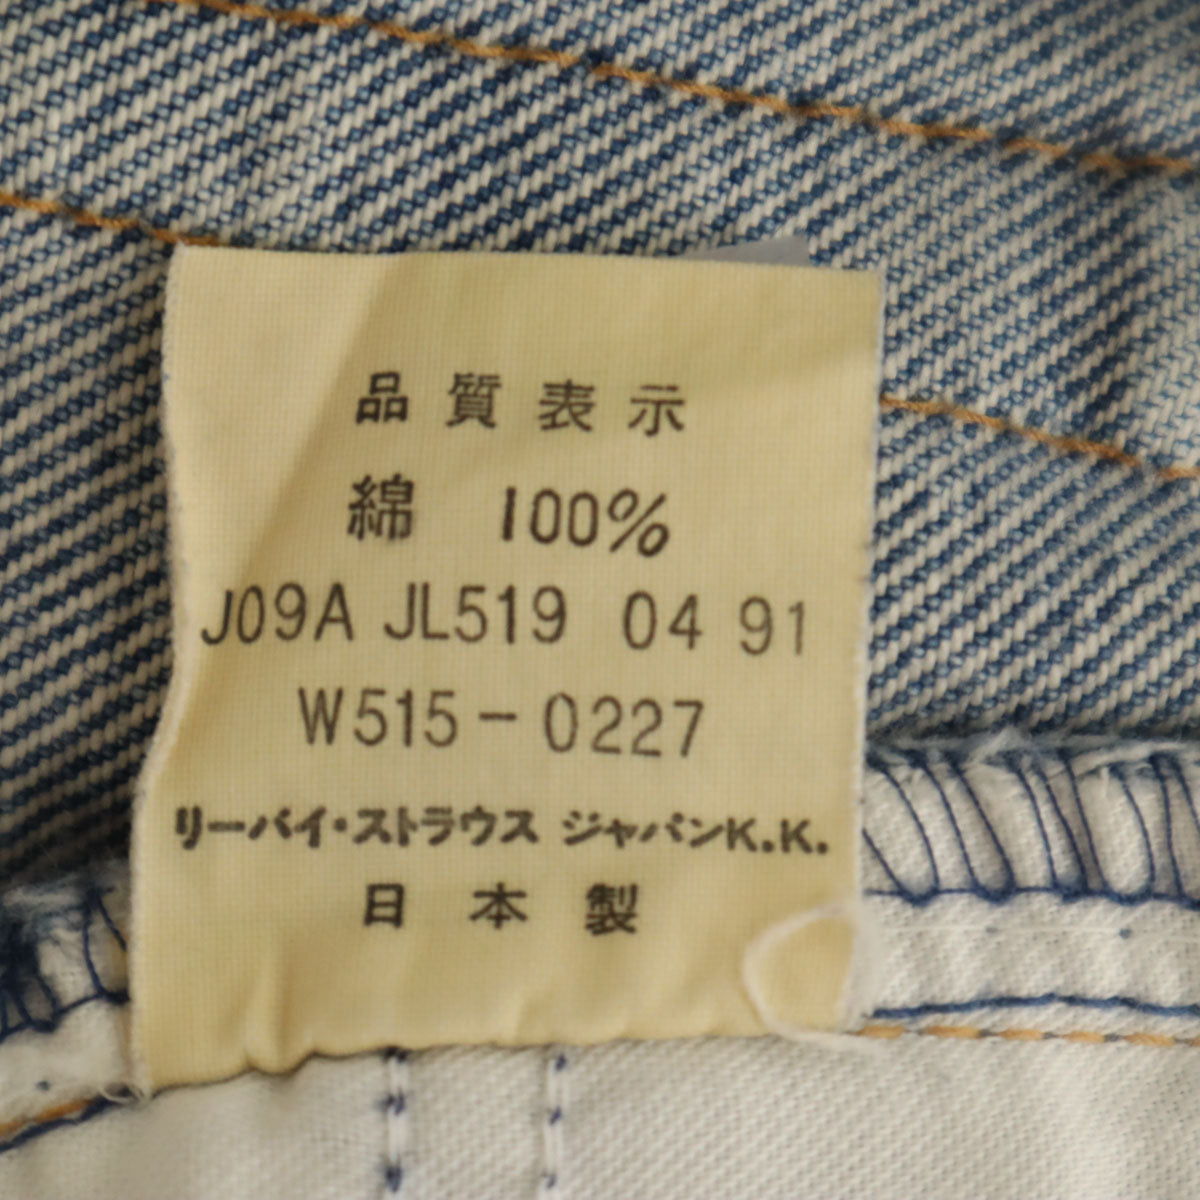 品質表示
綿 100%
J09A JL519 04 91
W515-0227
リーバイ・ストラウス ジャパンK.K.
日本製